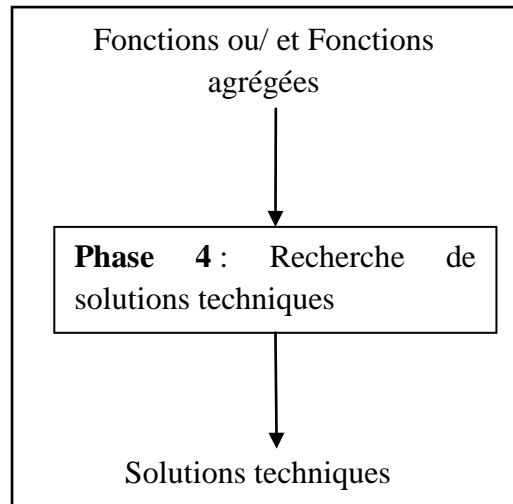 Fonctions ou/ et Fonctions
agrégées
Phase 4 : Recherche de
solutions techniques
Solutions techniques